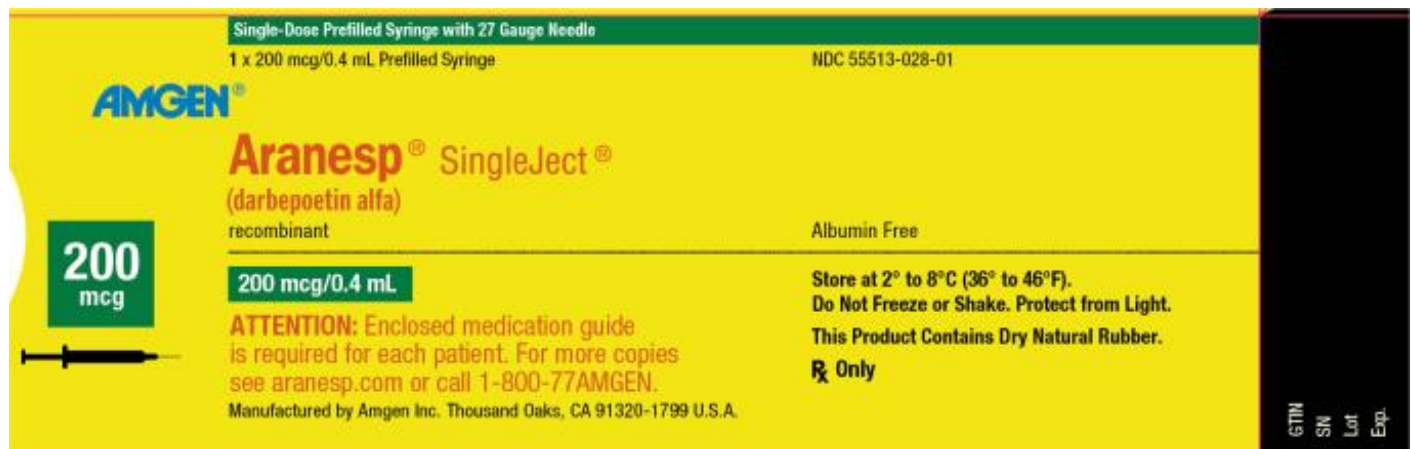 Single-Dose Prefilled Syringe with 27 Gauge Needle
1 x 200 mcg/0.4 mL Prefilled Syringe
NDC 55513-028-01
AMGEN®
Aranesp® SingleJect®
(darbepoetin alfa)
recombinant
Albumin Free
200
mcg
200 mcg/0.4 mL
ATTENTION: Enclosed medication guide
is required for each patient. For more copies
see aranesp.com or call 1-800-77AMGEN.
Manufactured by Amgen Inc. Thousand Oaks, CA 91320-1799 U.S.A.
Store at 2° to 8°C (36° to 46°F).
Do Not Freeze or Shake. Protect from Light.
This Product Contains Dry Natural Rubber.
℞ Only
GTIN
SN
Lot
Exp.